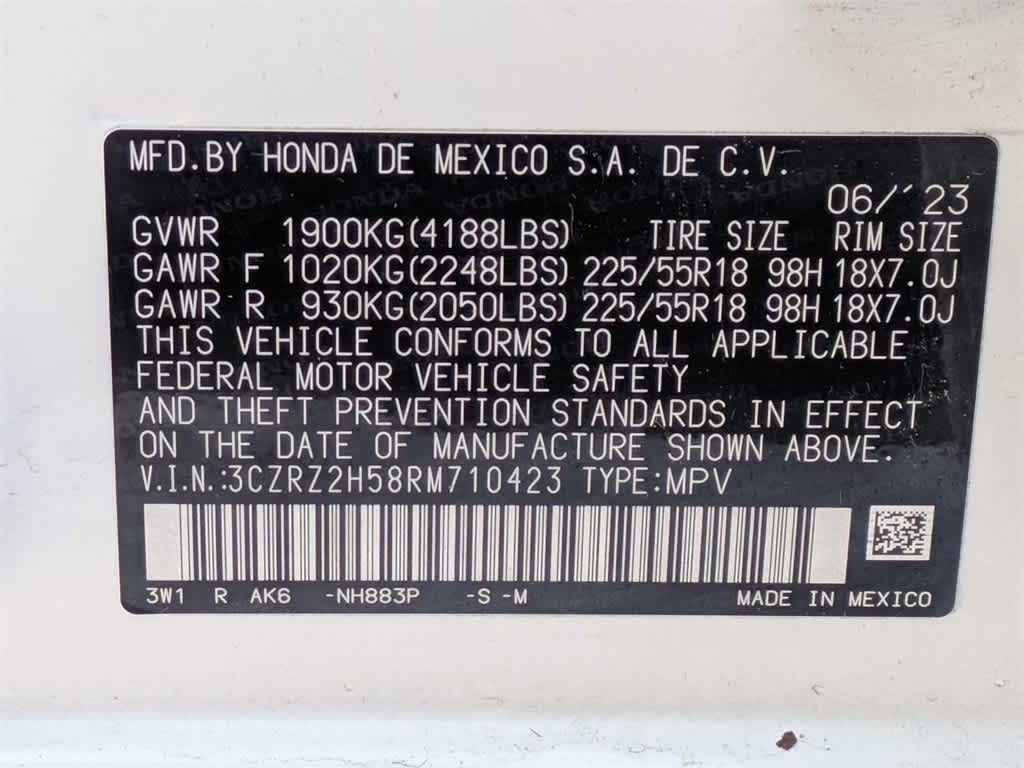 MFD.BY HONDA DE MEXICO S.A. DE C.V.
06/'23
GVWR 1900KG(4188LBS) TIRE SIZE RIM SIZE
GAWR F 1020KG(2248LBS) 225/55R18 98H 18X7.0J
GAWR R 930KG(2050LBS) 225/55R18 98H 18X7.0J
THIS VEHICLE CONFORMS TO ALL APPLICABLE
FEDERAL MOTOR VEHICLE SAFETY
AND THEFT PREVENTION STANDARDS IN EFFECT
ON THE DATE OF MANUFACTURE SHOWN ABOVE.
V.I.N.:3CZRZ2H58RM710423 TYPE:MPV
3W1 R AK6 -NH883P -S -M MADE IN MEXICO